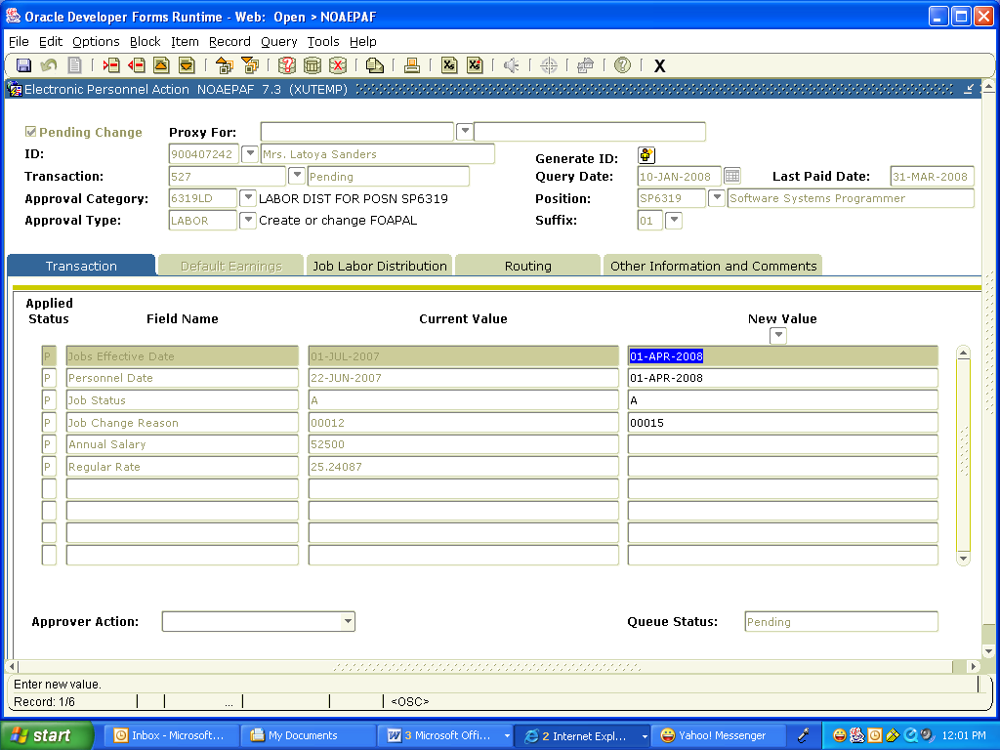 Oracle Developer Forms Runtime - Web: Open > NOAEPAF
File Edit Options Block Item Record Query Tools Help
X
Electronic Personnel Action NOAEPAF 7.3 (XUTEMP)
Pending Change Proxy For:
ID: 900407242 Mrs. Latoya Sanders Generate ID:
Transaction: 527 Pending Query Date: 10-JAN-2008 Last Paid Date: 31-MAR-2008
Approval Category: 6319LD LABOR DIST FOR POSN SP6319 Position: SP6319 Software Systems Programmer
Approval Type: LABOR Create or change FOAPAL Suffix: 01
Transaction Default Earnings Job Labor Distribution Routing Other Information and Comments
Applied
Status Field Name Current Value New Value
P Jobs Effective Date 01-JUL-2007 01-APR-2008
P Personnel Date 22-JUN-2007 01-APR-2008
P Job Status A A
P Job Change Reason 00012 00015
P Annual Salary 52500
P Regular Rate 25.24087
Approver Action: Queue Status: Pending
Enter new value.
Record: 1/6 ... <OSC>
start Inbox - Microsoft... My Documents 3 Microsoft Offi... 2 Internet Expl... Yahoo! Messenger 12:01 PM